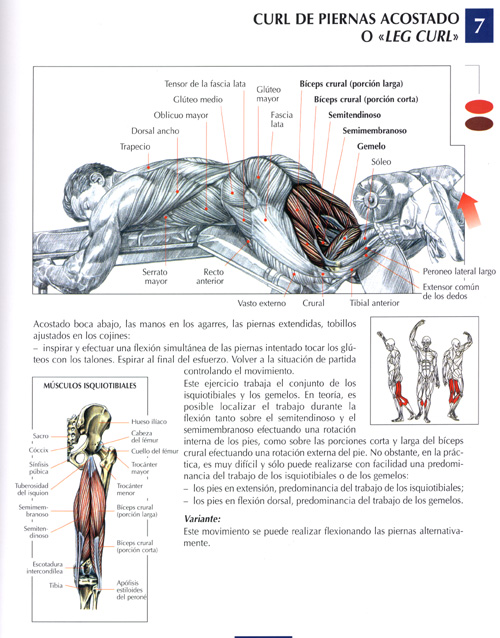 CURL DE PIERNAS ACOSTADO
O «LEG CURL»
7
Tensor de la fascia lata
Glúteo medio
Oblicuo mayor
Dorsal ancho
Trapecio
Glúteo
mayor
Fascia
lata
Bíceps crural (porción larga)
Bíceps crural (porción corta)
Semitendinoso
Semimembranoso
Gemelo
Sóleo
Serrato
mayor
Recto
anterior
Vasto externo
Crural
Tibial anterior
Peroneo lateral largo
Extensor común
de los dedos
Acostado boca abajo, las manos en los agarres, las piernas extendidas, tobillos
ajustados en los cojines:
– inspirar y efectuar una flexión simultánea de las piernas intentado tocar los glú-
teos con los talones. Espirar al final del esfuerzo. Volver a la situación de partida
controlando el movimiento.
Este ejercicio trabaja el conjunto de los
isquiotibiales y los gemelos. En teoría, es
posible localizar el trabajo durante la
flexión tanto sobre el semitendinoso y el
semimembranoso efectuando una rotación
interna de los pies, como sobre las porciones corta y larga del bíceps
crural efectuando una rotación externa del pie. No obstante, en la prác-
tica, es muy difícil y sólo puede realizarse con facilidad una predomi-
nancia del trabajo de los isquiotibiales o de los gemelos:
– los pies en extensión, predominancia del trabajo de los isquiotibiales;
– los pies en flexión dorsal, predominancia del trabajo de los gemelos.
Variante:
Este movimiento se puede realizar flexionando las piernas alternativa-
mente.
MÚSCULOS ISQUIOTIBIALES
Sacro
Cóccix
Sínfisis
púbica
Tuberosidad
del isquion
Semimem-
branoso
Semiten-
dinoso
Escotadura
intercondílea
Tibia
Hueso ilíaco
Cabeza
del fémur
Cuello del fémur
Trocánter
mayor
Trocánter
menor
Bíceps crural
(porción larga)
Bíceps crural
(porción corta)
Apófisis
estiloides
del peroné